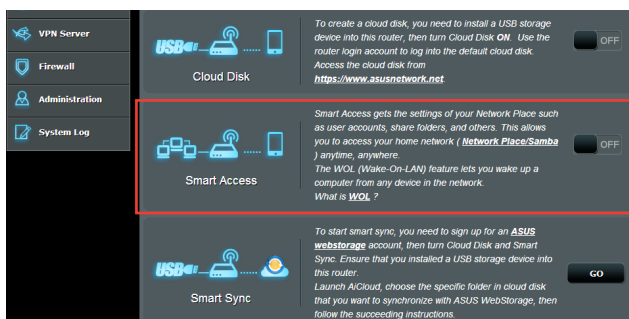 VPN Server
Firewall
Administration
System Log
USB
Cloud Disk
To create a cloud disk, you need to install a USB storage
device into this router, then turn Cloud Disk ON. Use the
router login account to log into the default cloud disk.
Access the cloud disk from
https://www.asusnetwork.net.
OFF
Smart Access
Smart Access gets the settings of your Network Place such
as user accounts, share folders, and others. This allows
you to access your home network ( Network Place/Samba
) anytime, anywhere.
The WOL (Wake-On-LAN) feature lets you wake up a
computer from any device in the network.
What is WOL ?
OFF
USB
Smart Sync
To start smart sync, you need to sign up for an ASUS
webstorage account, then turn Cloud Disk and Smart
Sync. Ensure that you installed a USB storage device into
this router.
Launch AiCloud, choose the specific folder in cloud disk
that you want to synchronize with ASUS WebStorage, then
follow the succeeding instructions.
GO